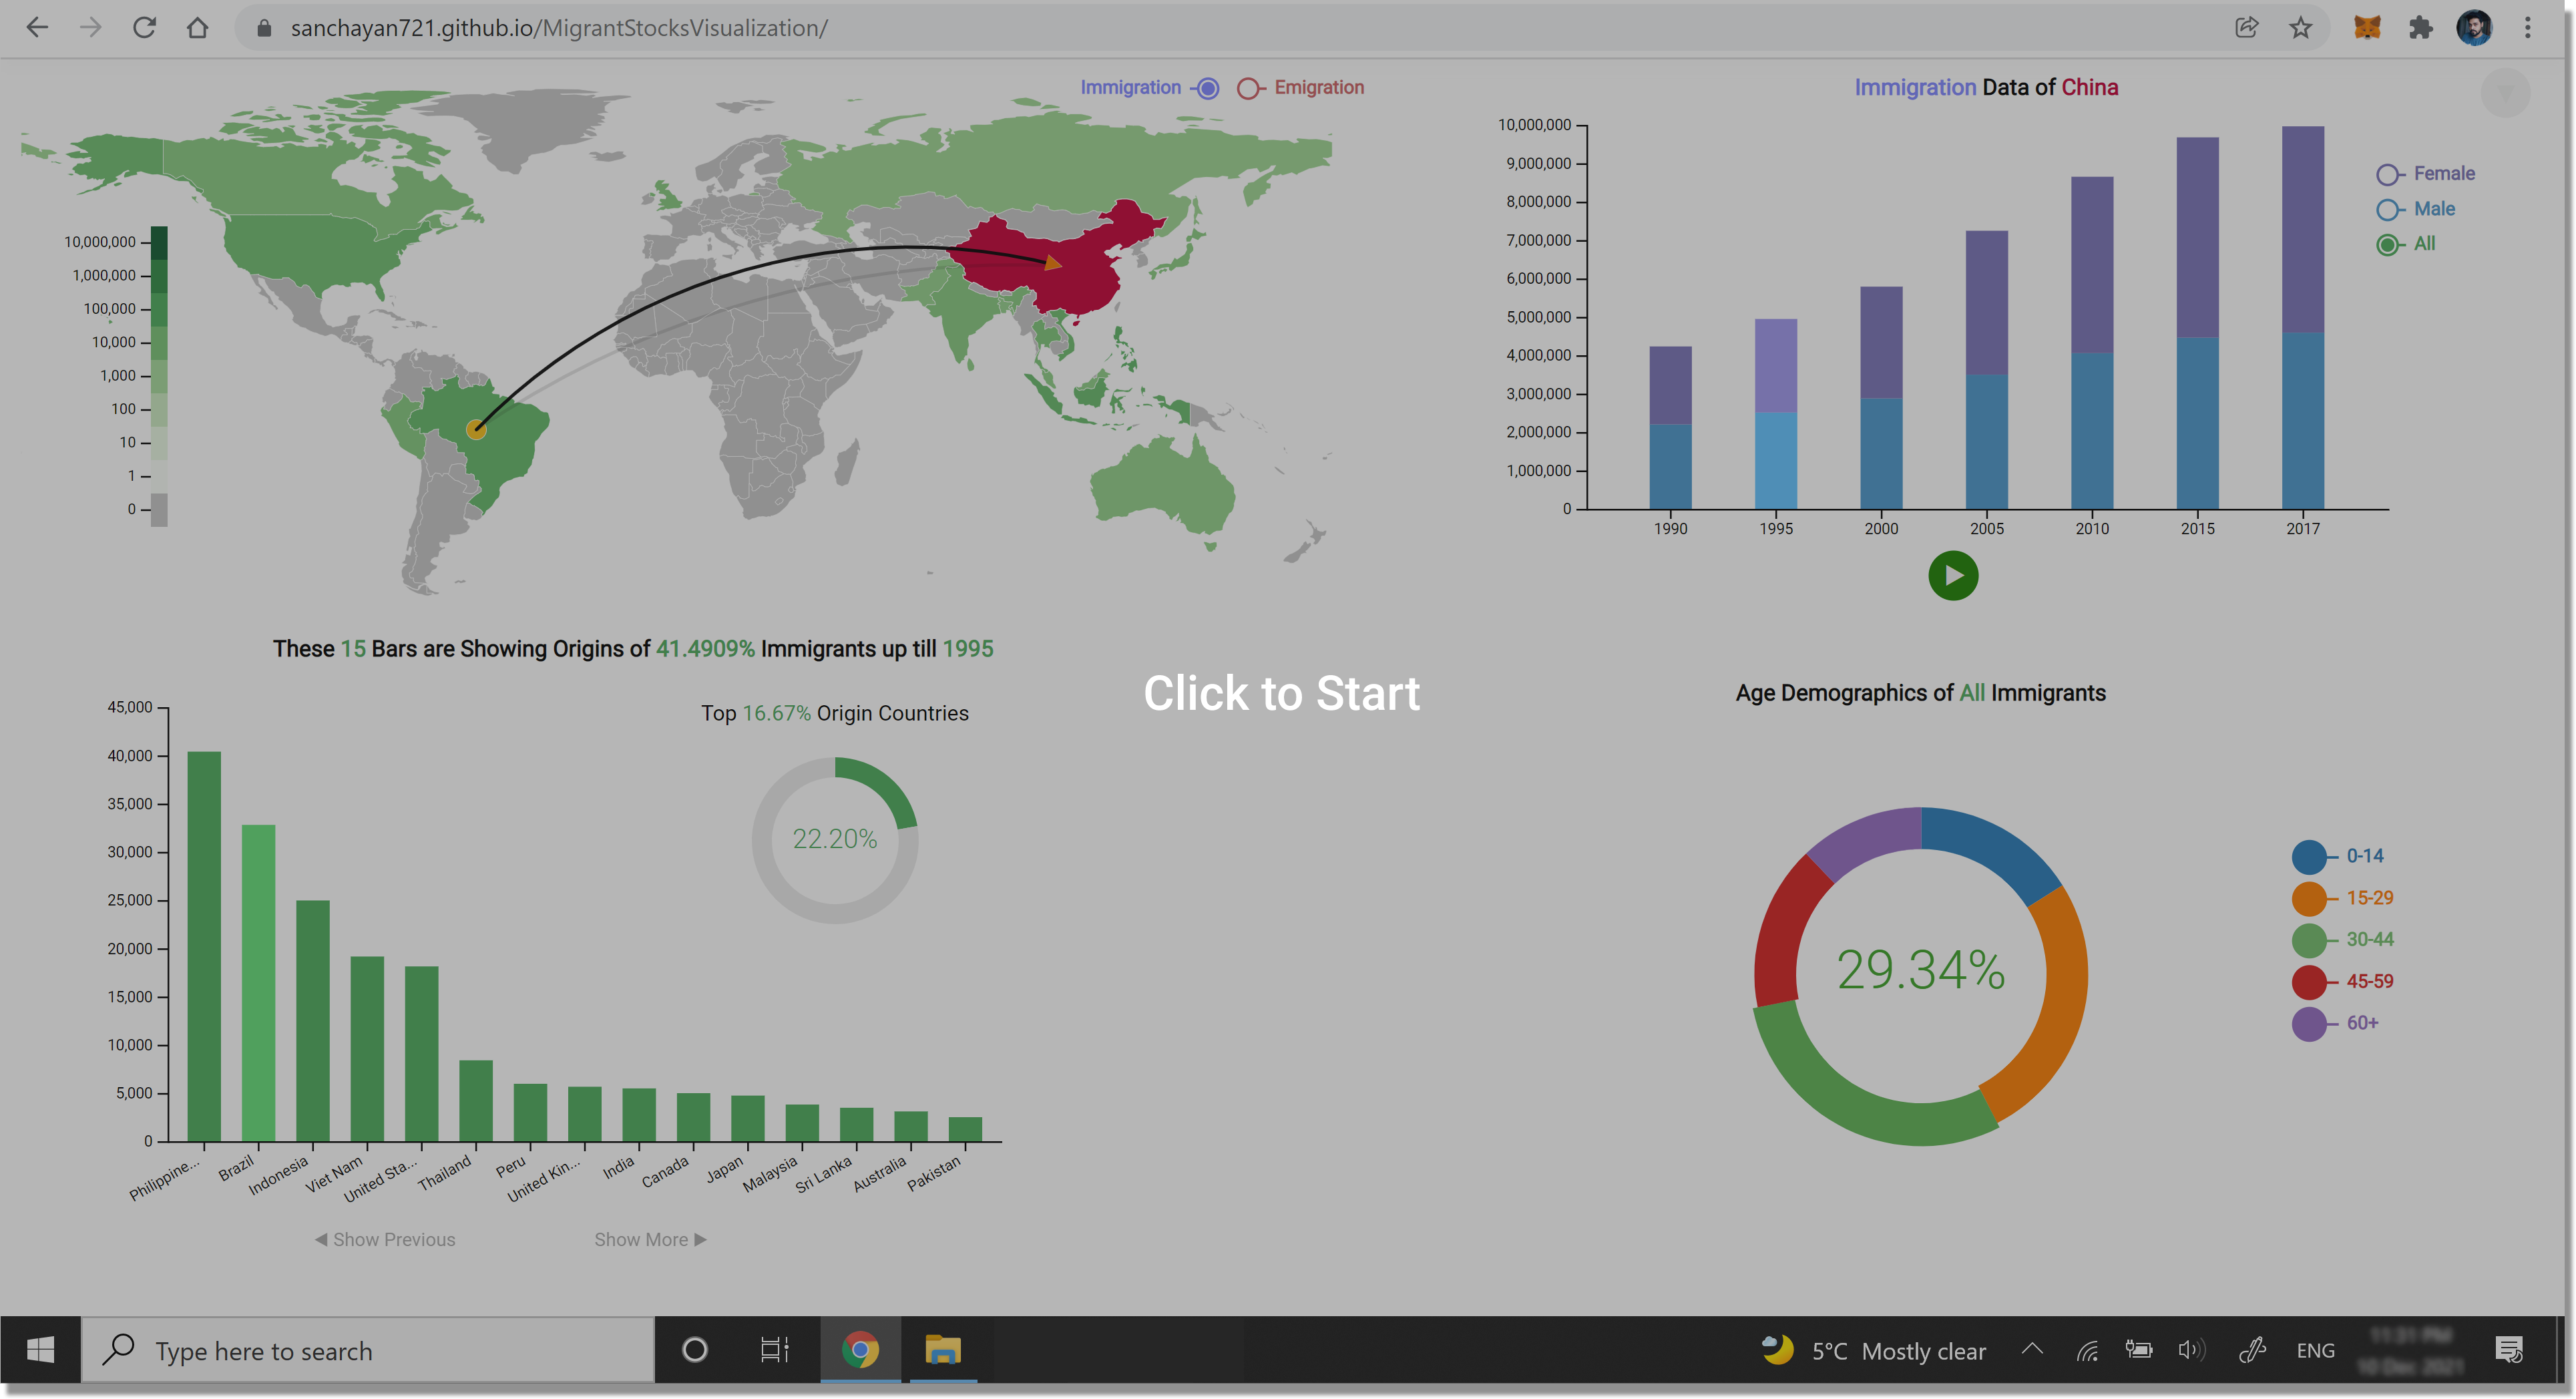 sanchayan721.github.io/MigrantStocksVisualization/
Immigration
Emigration
10,000,000
1,000,000
100,000
10,000
1,000
100
10
1
0
Immigration Data of China
10,000,000
9,000,000
8,000,000
7,000,000
6,000,000
5,000,000
4,000,000
3,000,000
2,000,000
1,000,000
0
1990 1995 2000 2005 2010 2015 2017
Female
Male
All
These 15 Bars are Showing Origins of 41.4909% Immigrants up till 1995
Top 16.67% Origin Countries
22.20%
45,000
40,000
35,000
30,000
25,000
20,000
15,000
10,000
5,000
0
Philippine...
Brazil
Indonesia
Viet Nam
United Sta...
Thailand
Peru
United Kin...
India
Canada
Japan
Malaysia
Sri Lanka
Australia
Pakistan
◀ Show Previous
Show More ▶
Click to Start
Age Demographics of All Immigrants
29.34%
0-14
15-29
30-44
45-59
60+
Type here to search
5°C Mostly clear
ENG